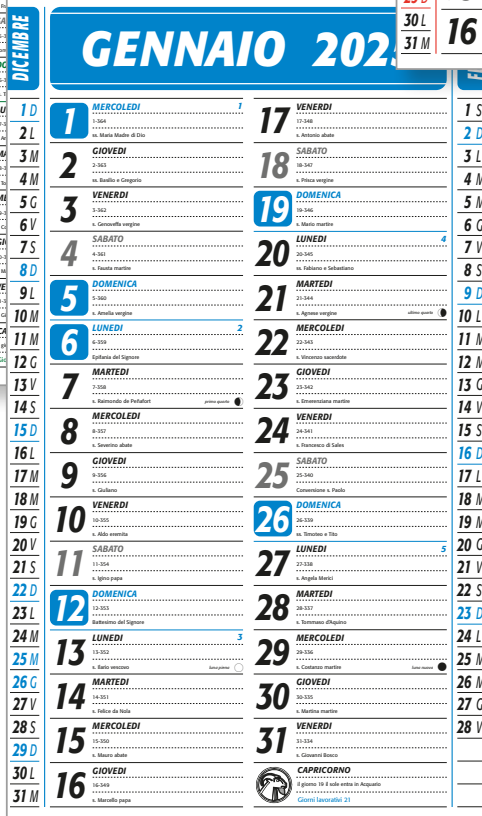 DICEMBRE
1 D
2 L
3 M
4 M
5 G
6 V
7 S
8 D
9 L
10 M
11 M
12 G
13 V
14 S
15 D
16 L
17 M
18 M
19 G
20 V
21 S
22 D
23 L
24 M
25 M
26 G
27 V
28 S
29 D
30 L
31 M
GENNAIO 202
1 MERCOLEDI 1
1-364
ss. Maria Madre di Dio
2 GIOVEDI
2-363
ss. Basilio e Gregorio
3 VENERDI
3-362
s. Genoveffa vergine
4 SABATO
4-361
s. Fausta martire
5 DOMENICA
5-360
s. Amelia vergine
6 LUNEDI 2
6-359
Epifania del Signore
7 MARTEDI
7-358
s. Raimondo de Peñafort primo quarto
8 MERCOLEDI
8-357
s. Severino abate
9 GIOVEDI
9-356
s. Giuliano
10 VENERDI
10-355
s. Aldo eremita
11 SABATO
11-354
s. Igino papa
12 DOMENICA
12-353
Battesimo del Signore
13 LUNEDI 3
13-352
s. Ilario vescovo luna piena
14 MARTEDI
14-351
s. Felice da Nola
15 MERCOLEDI
15-350
s. Mauro abate
16 GIOVEDI
16-349
s. Marcello papa
17 VENERDI
17-348
s. Antonio abate
18 SABATO
18-347
s. Prisca vergine
19 DOMENICA
19-346
s. Mario martire
20 LUNEDI 4
20-345
ss. Fabiano e Sebastiano
21 MARTEDI
21-344
s. Agnese vergine ultimo quarto
22 MERCOLEDI
22-343
s. Vincenzo sacerdote
23 GIOVEDI
23-342
s. Emerenziana martire
24 VENERDI
24-341
s. Francesco di Sales
25 SABATO
25-340
Conversione s. Paolo
26 DOMENICA
26-339
ss. Timoteo e Tito
27 LUNEDI 5
27-338
s. Angela Merici
28 MARTEDI
28-337
s. Tommaso d'Aquino
29 MERCOLEDI
29-336
s. Costanzo martire luna nuova
30 GIOVEDI
30-335
s. Martina martire
31 VENERDI
31-334
s. Giovanni Bosco
CAPRICORNO
il giorno 19 il sole entra in Acquario
Giorni lavorativi 21
30 L
31 M
16
1 S
2 D
3 L
4 M
5 M
6 G
7 V
8 S
9 D
10 L
11 M
12 M
13 G
14 V
15 S
16 D
17 L
18 M
19 M
20 G
21 V
22 S
23 D
24 L
25 M
26 M
27 G
28 V